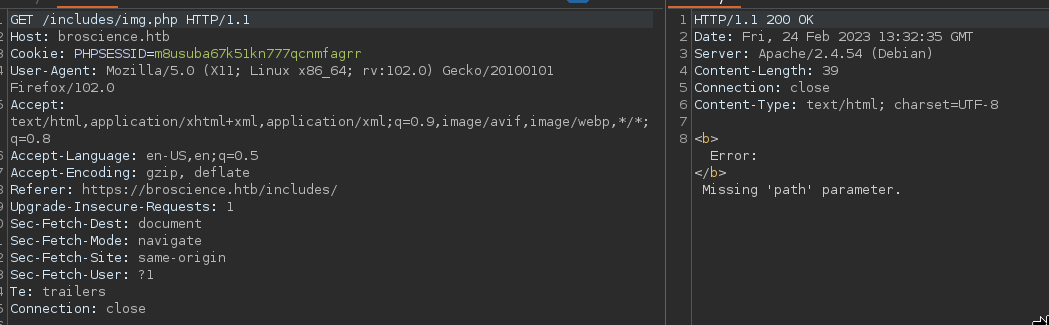 GET /includes/img.php HTTP/1.1
Host: broscience.htb
Cookie: PHPSESSID=m8usuba67k51kn777qcnmfagrr
User-Agent: Mozilla/5.0 (X11; Linux x86_64; rv:102.0) Gecko/20100101
Firefox/102.0
Accept:
text/html,application/xhtml+xml,application/xml;q=0.9,image/avif,image/webp,*/*;
q=0.8
Accept-Language: en-US,en;q=0.5
Accept-Encoding: gzip, deflate
Referer: https://broscience.htb/includes/
Upgrade-Insecure-Requests: 1
Sec-Fetch-Dest: document
Sec-Fetch-Mode: navigate
Sec-Fetch-Site: same-origin
Sec-Fetch-User: ?1
Te: trailers
Connection: close
1 HTTP/1.1 200 OK
2 Date: Fri, 24 Feb 2023 13:32:35 GMT
3 Server: Apache/2.4.54 (Debian)
4 Content-Length: 39
5 Connection: close
6 Content-Type: text/html; charset=UTF-8
7
8 <b>
Error:
</b>
Missing 'path' parameter.